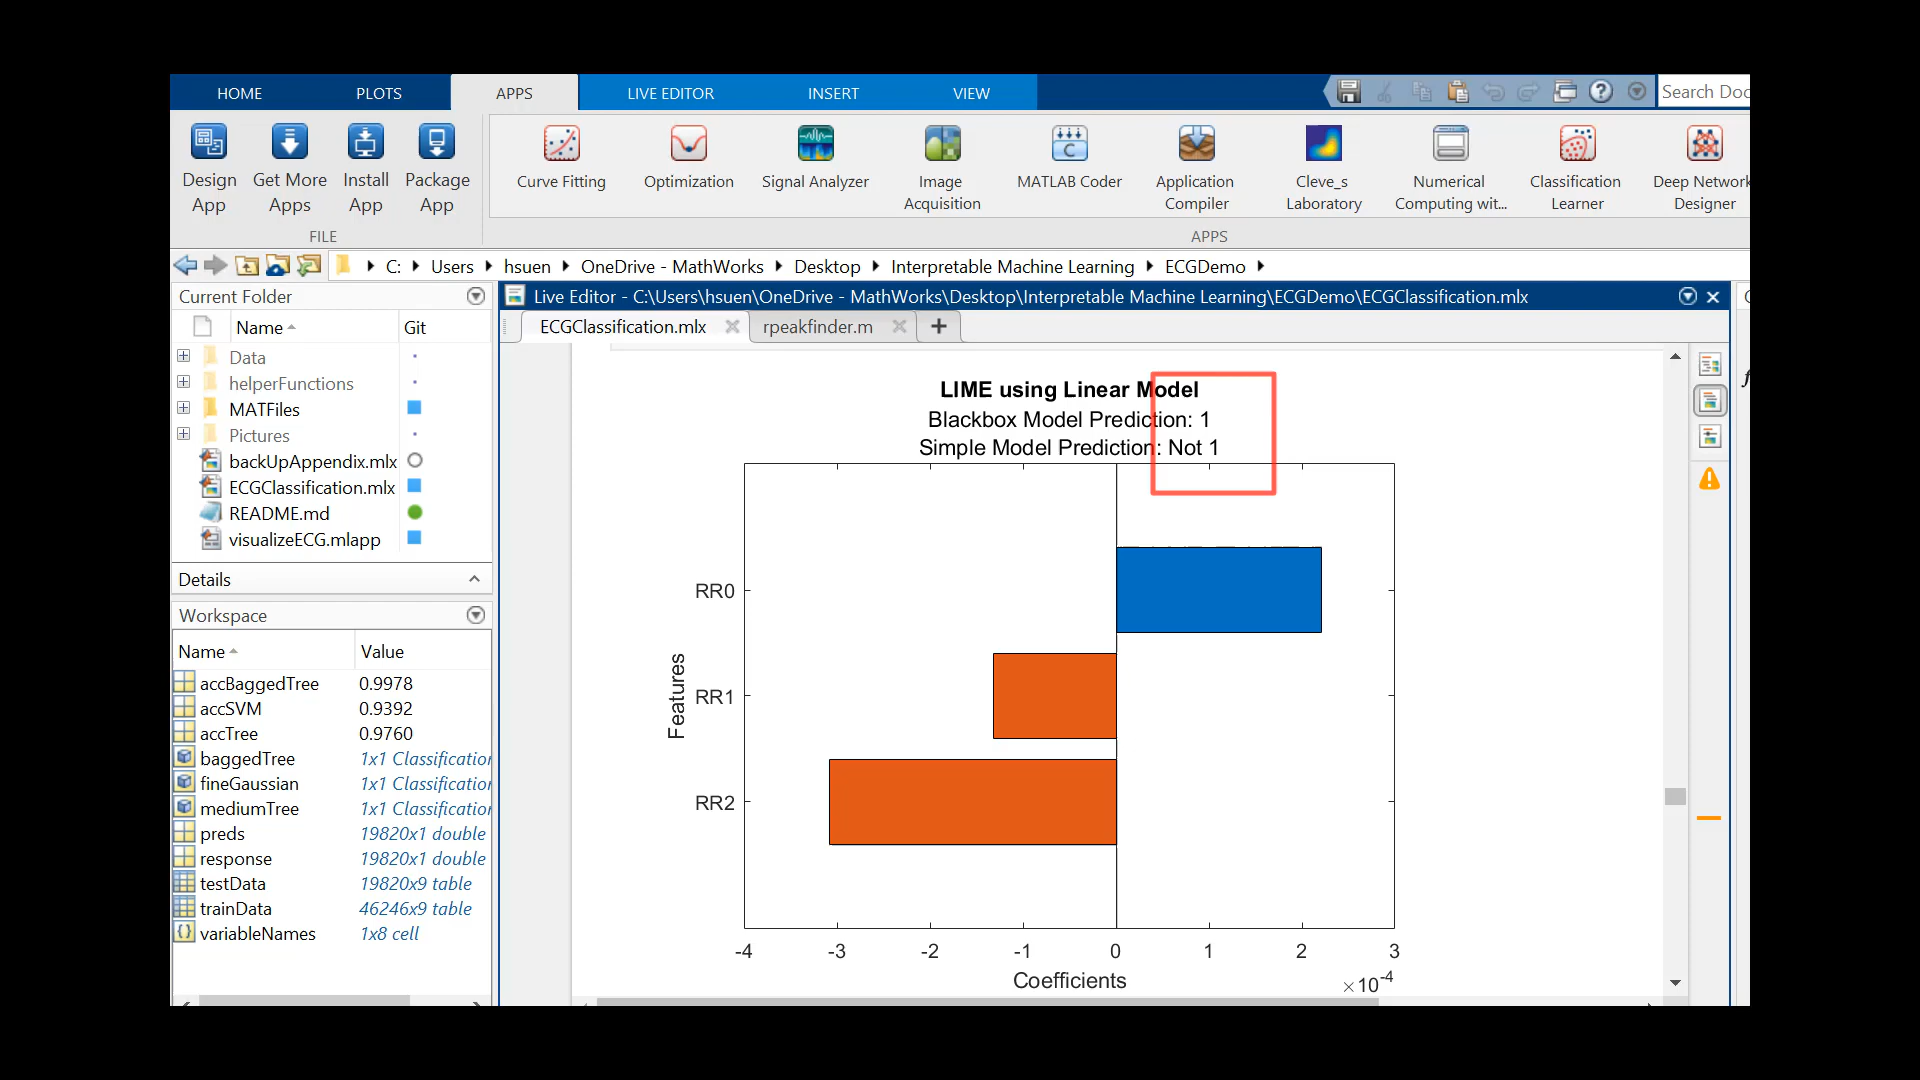 HOME PLOTS APPS LIVE EDITOR INSERT VIEW Search Doc
Design App Get More Apps Install App Package App Curve Fitting Optimization Signal Analyzer Image Acquisition MATLAB Coder Application Compiler Cleve_s Laboratory Numerical Computing wit... Classification Learner Deep Network Designer
FILE APPS
C: Users hsuen OneDrive - MathWorks Desktop Interpretable Machine Learning ECGDemo
Current Folder
Name Git
Data
helperFunctions
MATFiles
Pictures
backUpAppendix.mlx
ECGClassification.mlx
README.md
visualizeECG.mlapp
Details
Workspace
Name Value
accBaggedTree 0.9978
accSVM 0.9392
accTree 0.9760
baggedTree 1x1 Classification
fineGaussian 1x1 Classification
mediumTree 1x1 Classification
preds 19820x1 double
response 19820x1 double
testData 19820x9 table
trainData 46246x9 table
variableNames 1x8 cell
Live Editor - C:\Users\hsuen\OneDrive - MathWorks\Desktop\Interpretable Machine Learning\ECGDemo\ECGClassification.mlx
ECGClassification.mlx rpeakfinder.m +
LIME using Linear Model
Blackbox Model Prediction: 1
Simple Model Prediction: Not 1
Features
RR0
RR1
RR2
-4 -3 -2 -1 0 1 2 3
Coefficients
×10-4